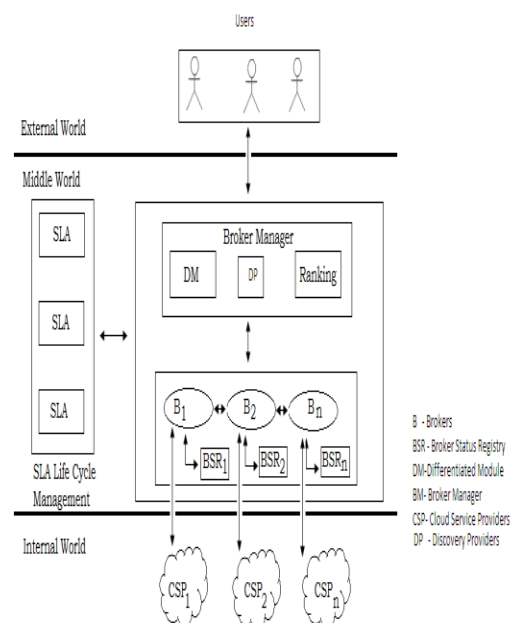 Users
External World
Middle World
SLA
SLA
SLA
SLA Life Cycle
Management
Broker Manager
DM
DP
Ranking
B1
B2
Bn
BSR1
BSR2
BSRn
B - Brokers
BSR - Broker Status Registry
DM-Differentiated Module
BM- Broker Manager
CSP- Cloud Service Providers
DP - Discovery Providers
Internal World
CSP1
CSP2
CSPn